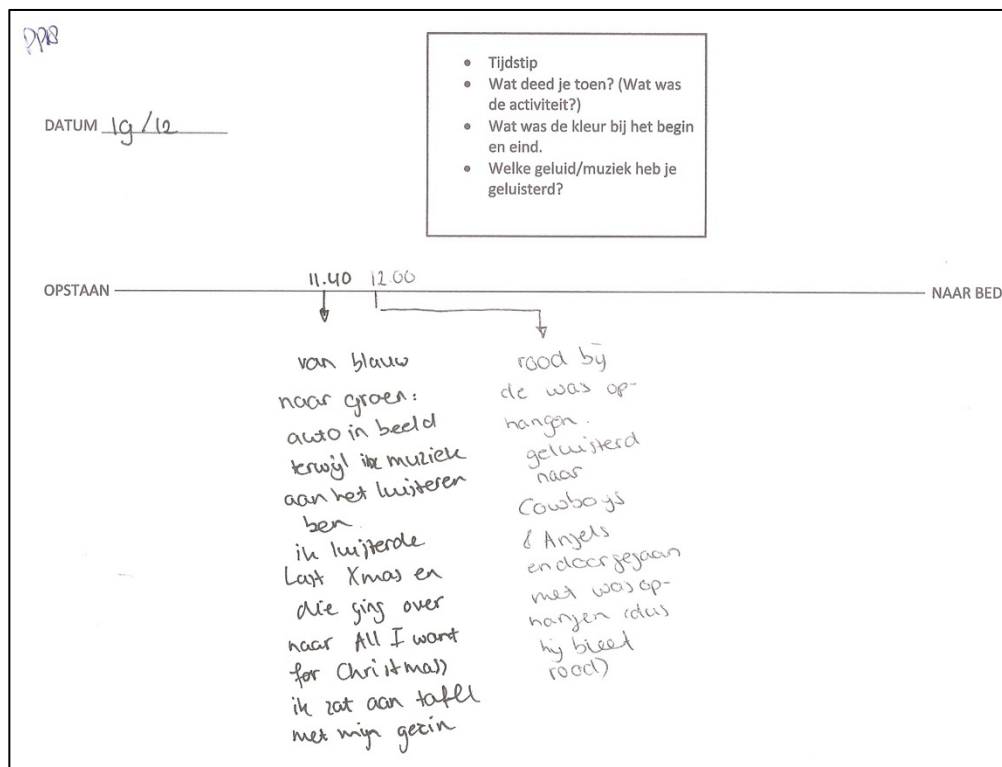 PP18
• Tijdstip
• Wat deed je toen? (Wat was
de activiteit?)
• Wat was de kleur bij het begin
en eind.
• Welke geluid/muziek heb je
geluisterd?
DATUM 19/12
11.40 12.00
OPSTAAN NAAR BED
van blauw
naar groen:
auto in beeld
terwijl ik muziek
aan het luisteren
ben
ik luisterde
Last Xmas en
die ging over
naar All I want
for Christmas)
ik zat aan tafel
met mijn gezin
rood bij
de was op-
hangen.
geluisterd
naar
Cowboys
& Angels
en doorgegaan
met was op-
hangen (dus
hij bleef
rood)